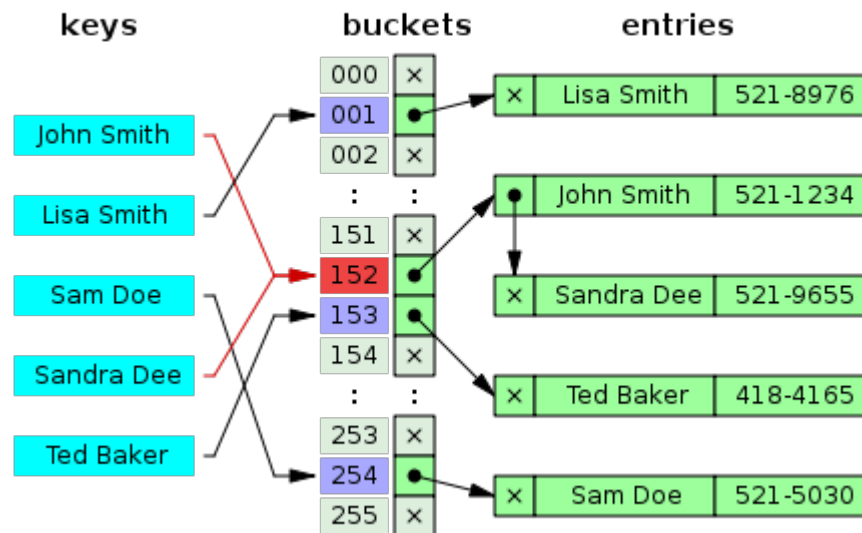 keys
buckets
entries
John Smith
Lisa Smith
Sam Doe
Sandra Dee
Ted Baker
000 ×
001
002 ×
: :
151 ×
152
153
154 ×
: :
253 ×
254
255 ×
× Lisa Smith 521-8976
John Smith 521-1234
× Sandra Dee 521-9655
× Ted Baker 418-4165
× Sam Doe 521-5030